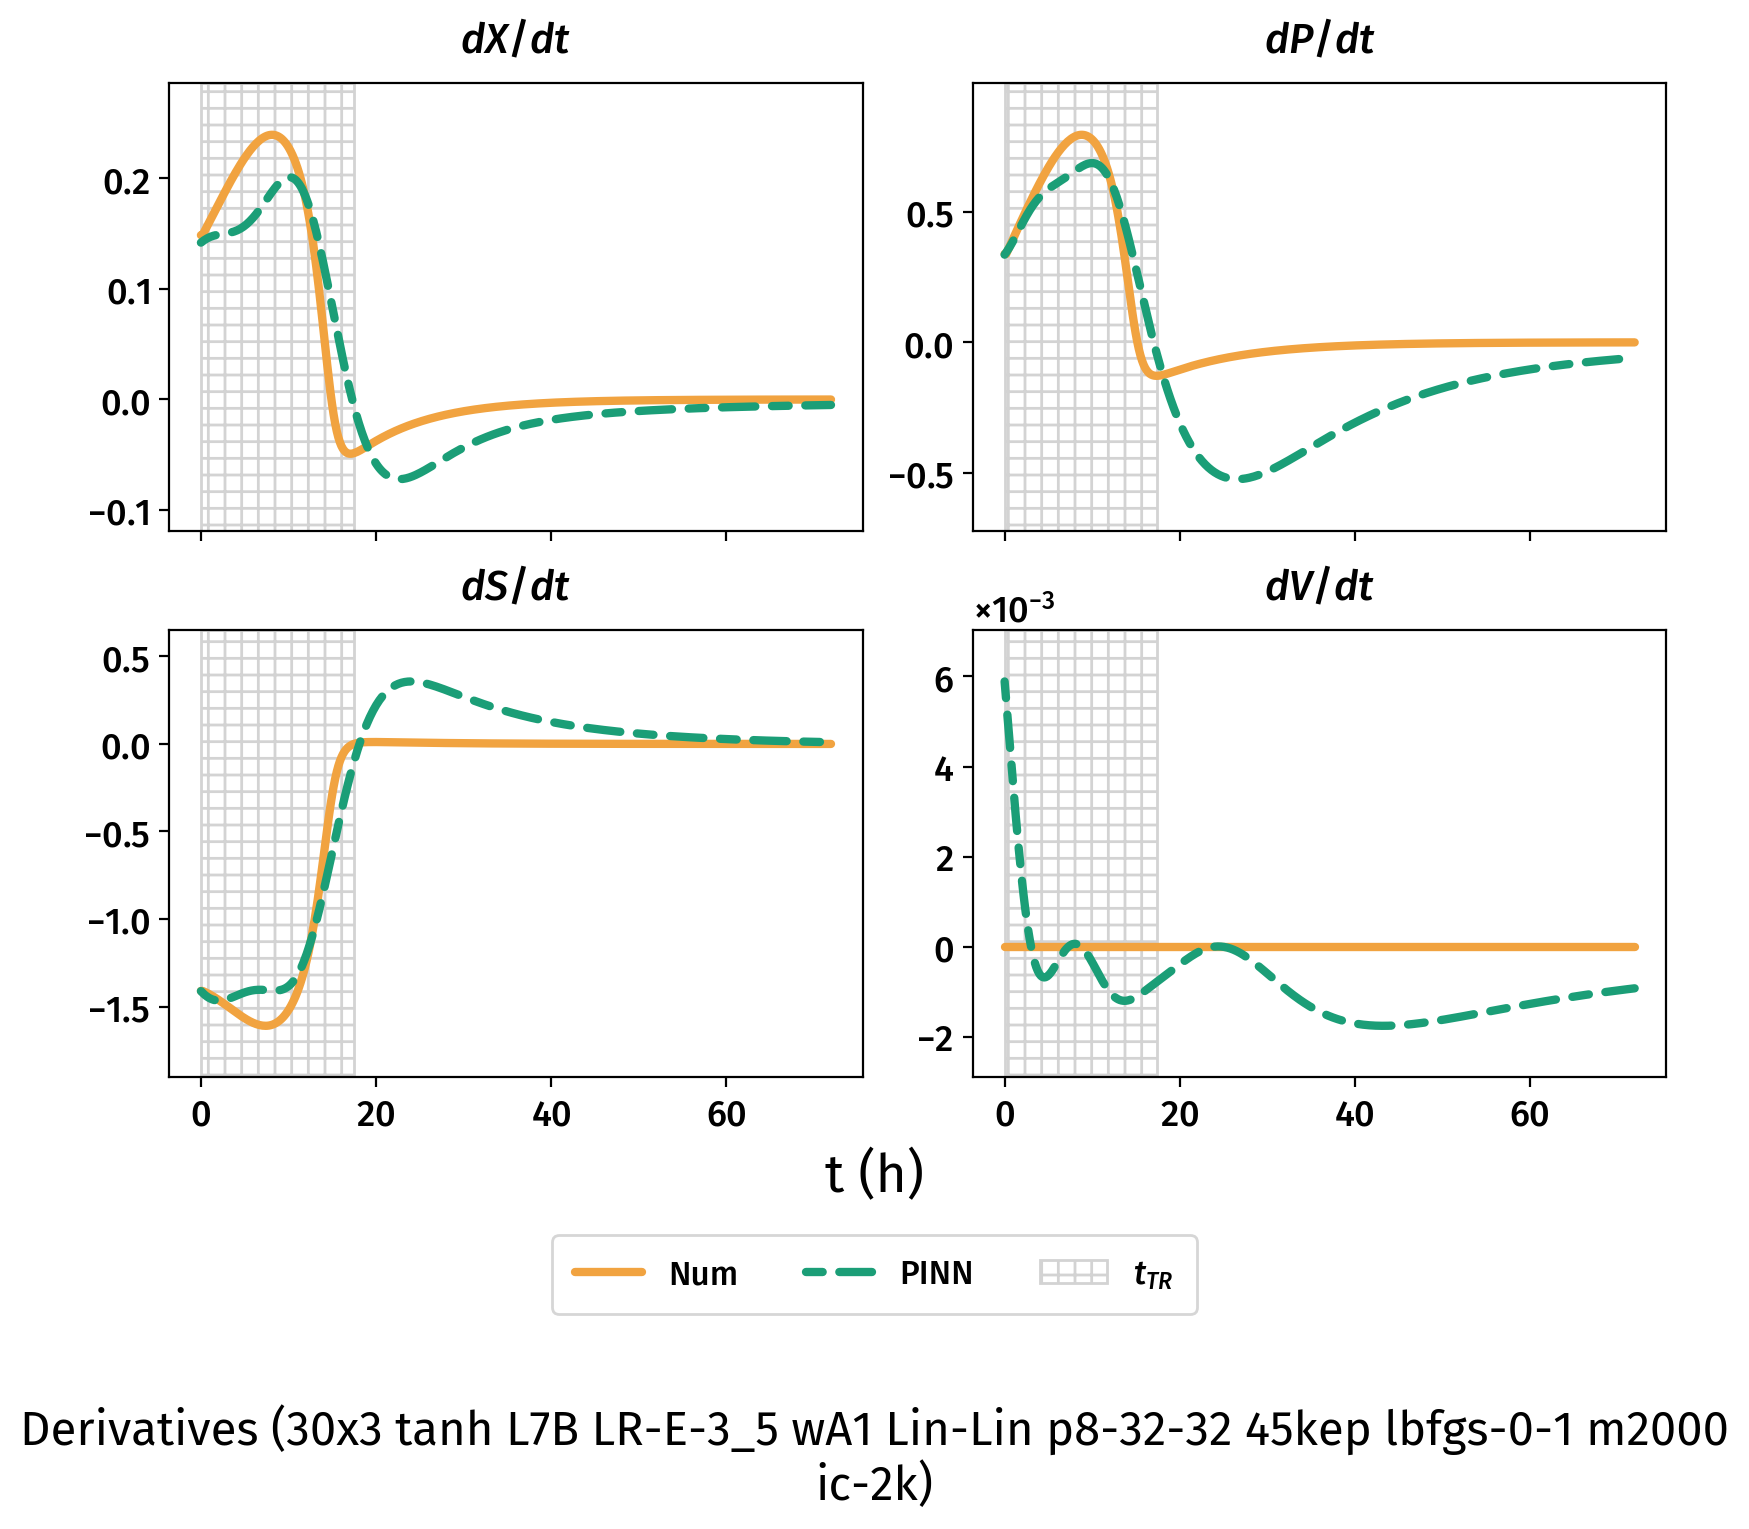 dX/dt
dP/dt
0.2
0.1
0.0
−0.1
0.5
0.0
−0.5
dS/dt
dV/dt
×10⁻³
0.5
0.0
−0.5
−1.0
−1.5
6
4
2
0
−2
0 20 40 60
0 20 40 60
t (h)
Num PINN t_TR
Derivatives (30x3 tanh L7B LR-E-3_5 wA1 Lin-Lin p8-32-32 45kep lbfgs-0-1 m2000
ic-2k)